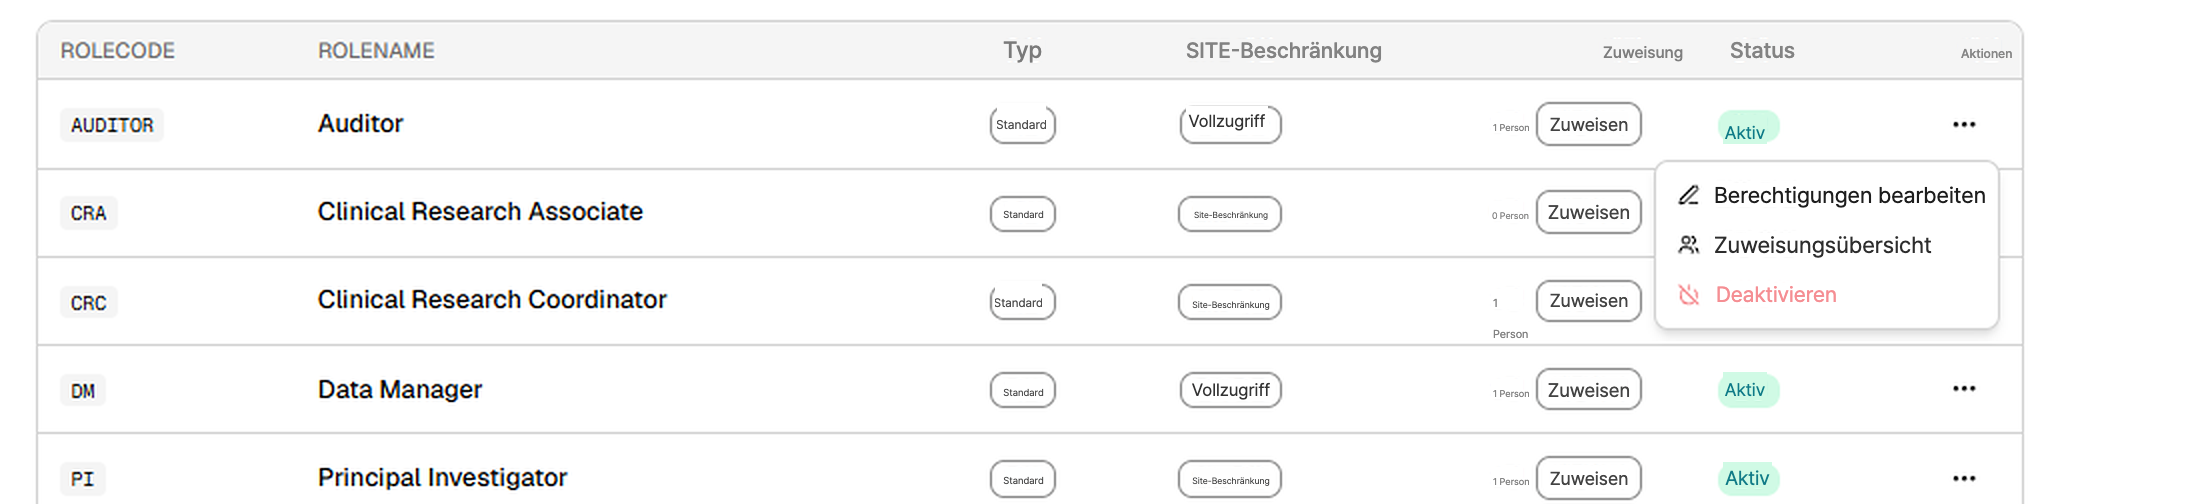 ROLECODE ROLENAME Typ SITE-Beschränkung Zuweisung Status Aktionen
AUDITOR Auditor Standard Vollzugriff 1 Person Zuweisen Aktiv
CRA Clinical Research Associate Standard Site-Beschränkung 0 Person Zuweisen
Berechtigungen bearbeiten
Zuweisungsübersicht
Deaktivieren
CRC Clinical Research Coordinator Standard Site-Beschränkung 1 Zuweisen
Person
DM Data Manager Standard Vollzugriff 1 Person Zuweisen Aktiv
PI Principal Investigator Standard Site-Beschränkung 1 Person Zuweisen Aktiv